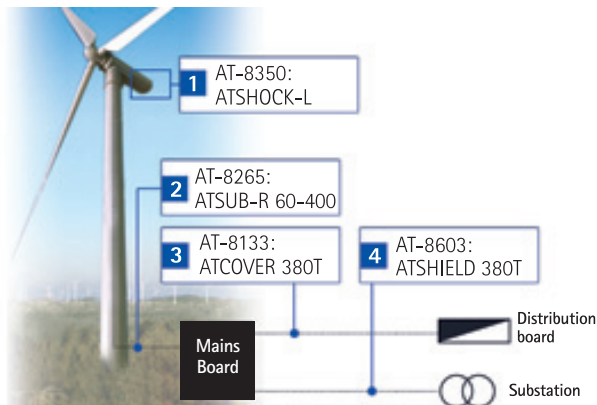 1
AT-8350:
ATSHOCK-L
2
AT-8265:
ATSUB-R 60-400
3
AT-8133:
ATCOVER 380T
4
AT-8603:
ATSHIELD 380T
Mains
Board
Distribution
board
Substation